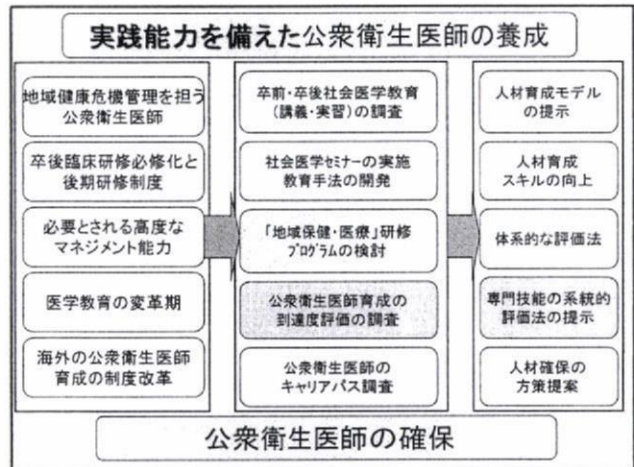 実践能力を備えた公衆衛生医師の養成
地域健康危機管理を担う
公衆衛生医師
卒後臨床研修必修化と
後期研修制度
必要とされる高度な
マネジメント能力
医学教育の変革期
海外の公衆衛生医師
育成の制度改革
卒前・卒後社会医学教育
(講義・実習)の調査
社会医学セミナーの実施
教育手法の開発
「地域保健・医療」研修
プログラムの検討
公衆衛生医師育成の
到達度評価の調査
公衆衛生医師の
キャリアパス調査
人材育成モデル
の提示
人材育成
スキルの向上
体系的な評価法
専門技能の系統的
評価法の提示
人材確保の
方策提案
公衆衛生医師の確保